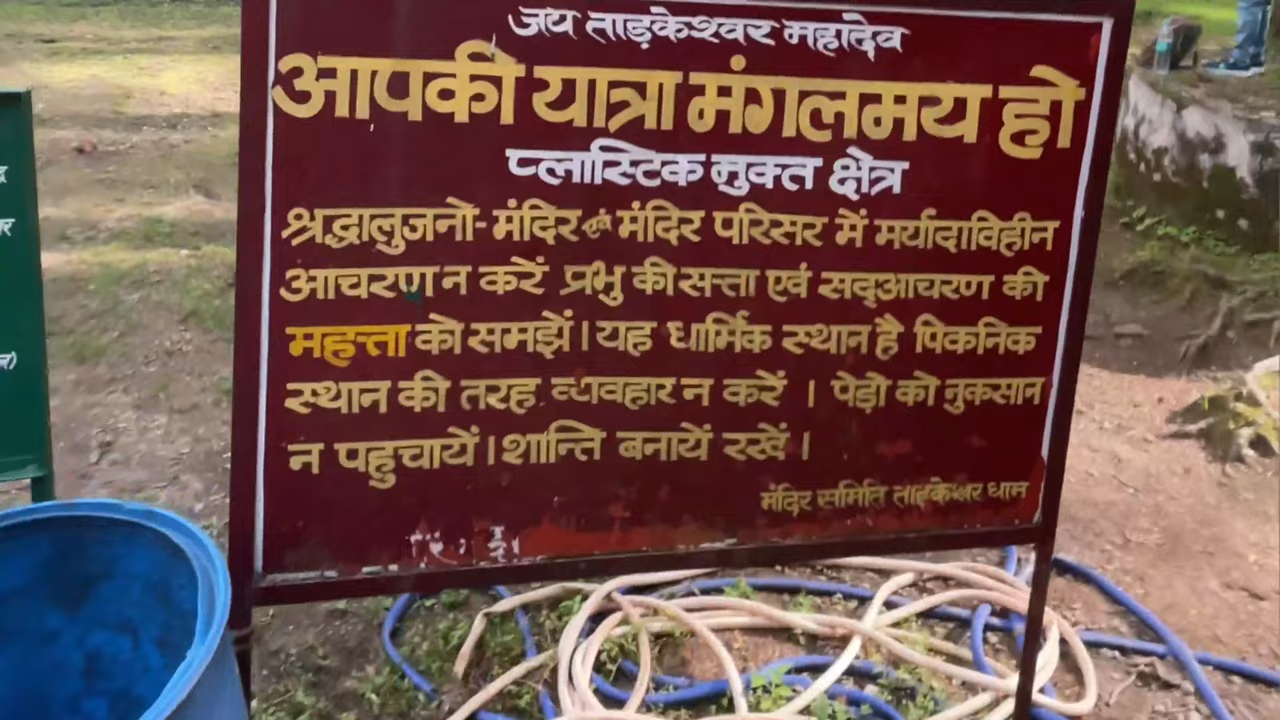 जय ताड़केश्वर महादेव
आपकी यात्रा मंगलमय हो
प्लास्टिक मुक्त क्षेत्र
श्रद्धालुजनो- मंदिर एवं मंदिर परिसर में मर्यादाविहीन
आचरण न करें प्रभु की सत्ता एवं सद्आचरण की
महत्ता को समझें। यह धार्मिक स्थान है पिकनिक
स्थान की तरह व्यवहार न करें । पेड़ो को नुकसान
न पहुचायें। शान्ति बनायें रखें।
मंदिर समिति ताड़केश्वर धाम